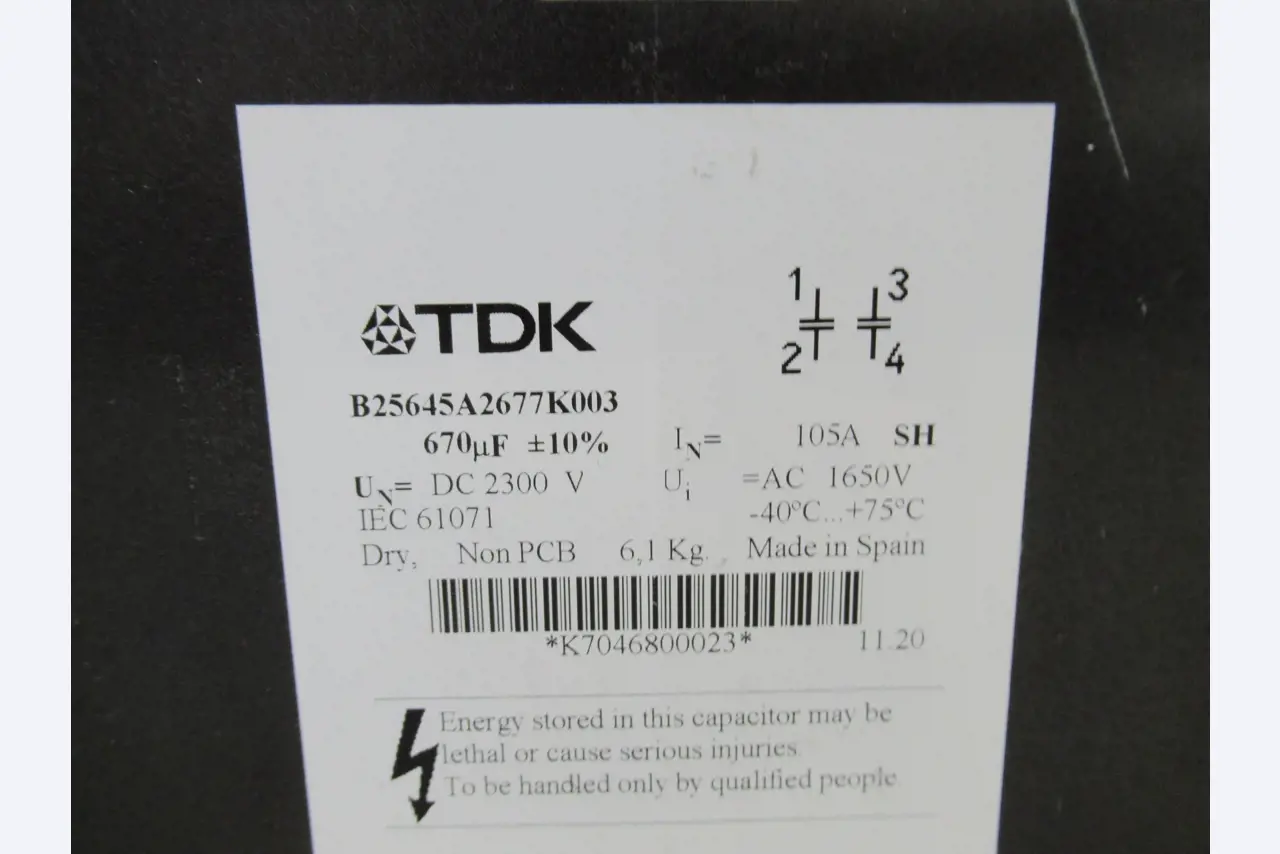 1 3
2 4
TDK
B25645A2677K003
670µF ±10% IN= 105A SH
UN= DC 2300 V Ui =AC 1650V
IEC 61071 -40ºC...+75ºC
Dry, Non PCB 6,1 Kg. , Made in Spain
*K7046800023* 11.20
Energy stored in this capacitor may be
lethal or cause serious injuries.
To be handled only by qualified people.